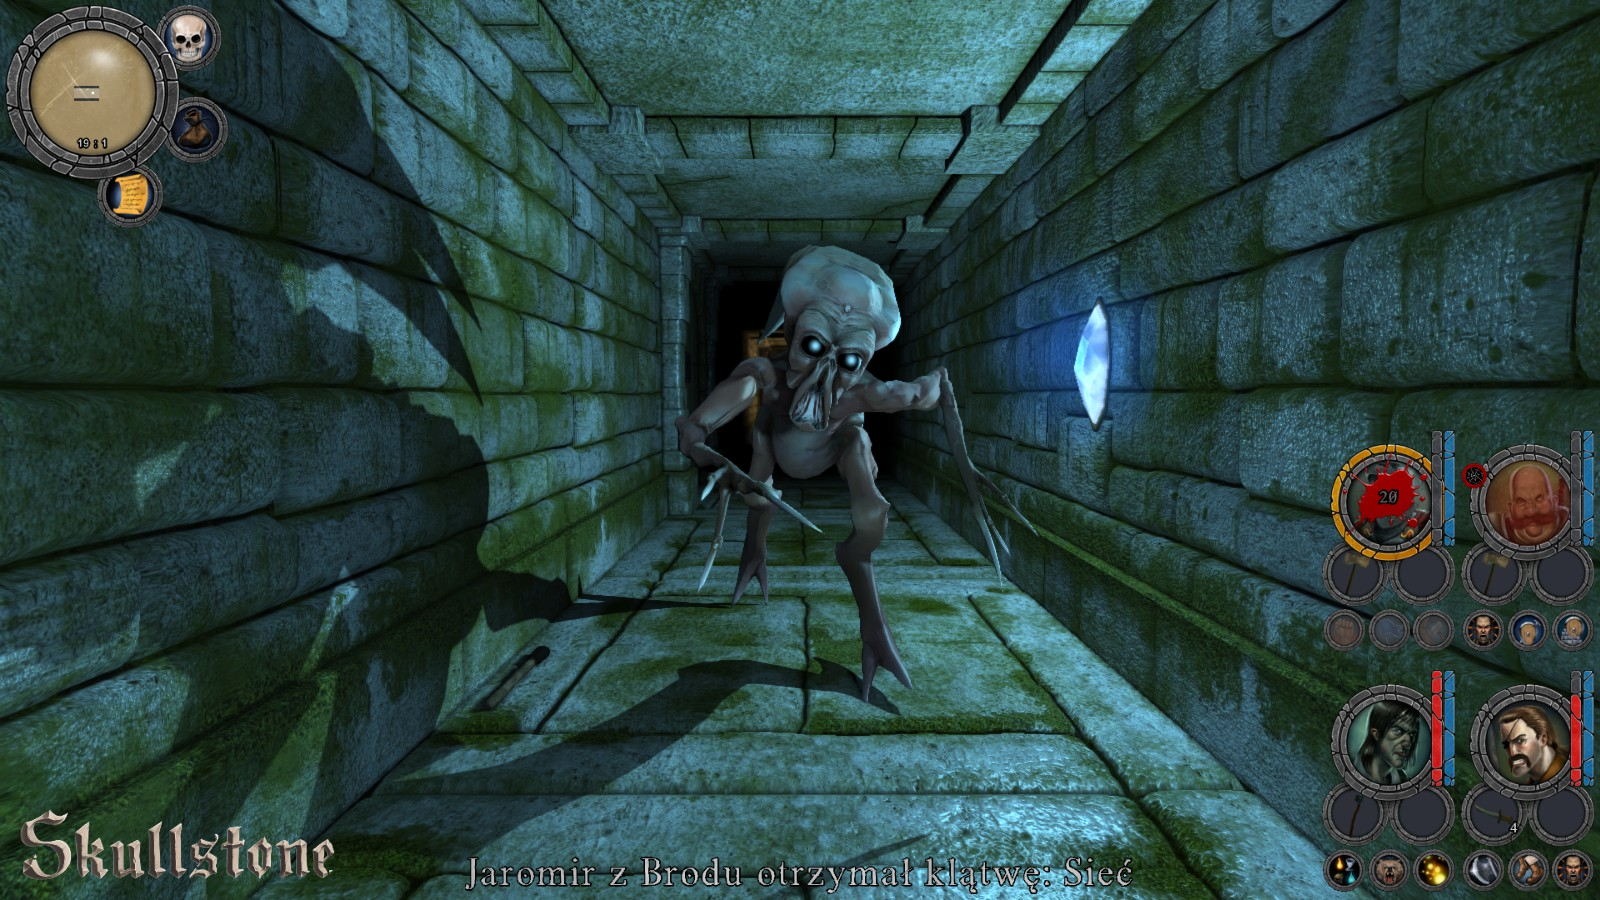 19 : 1
20
4
Skullstone
Jaromir z Brodu otrzymał klątwę: Sieć